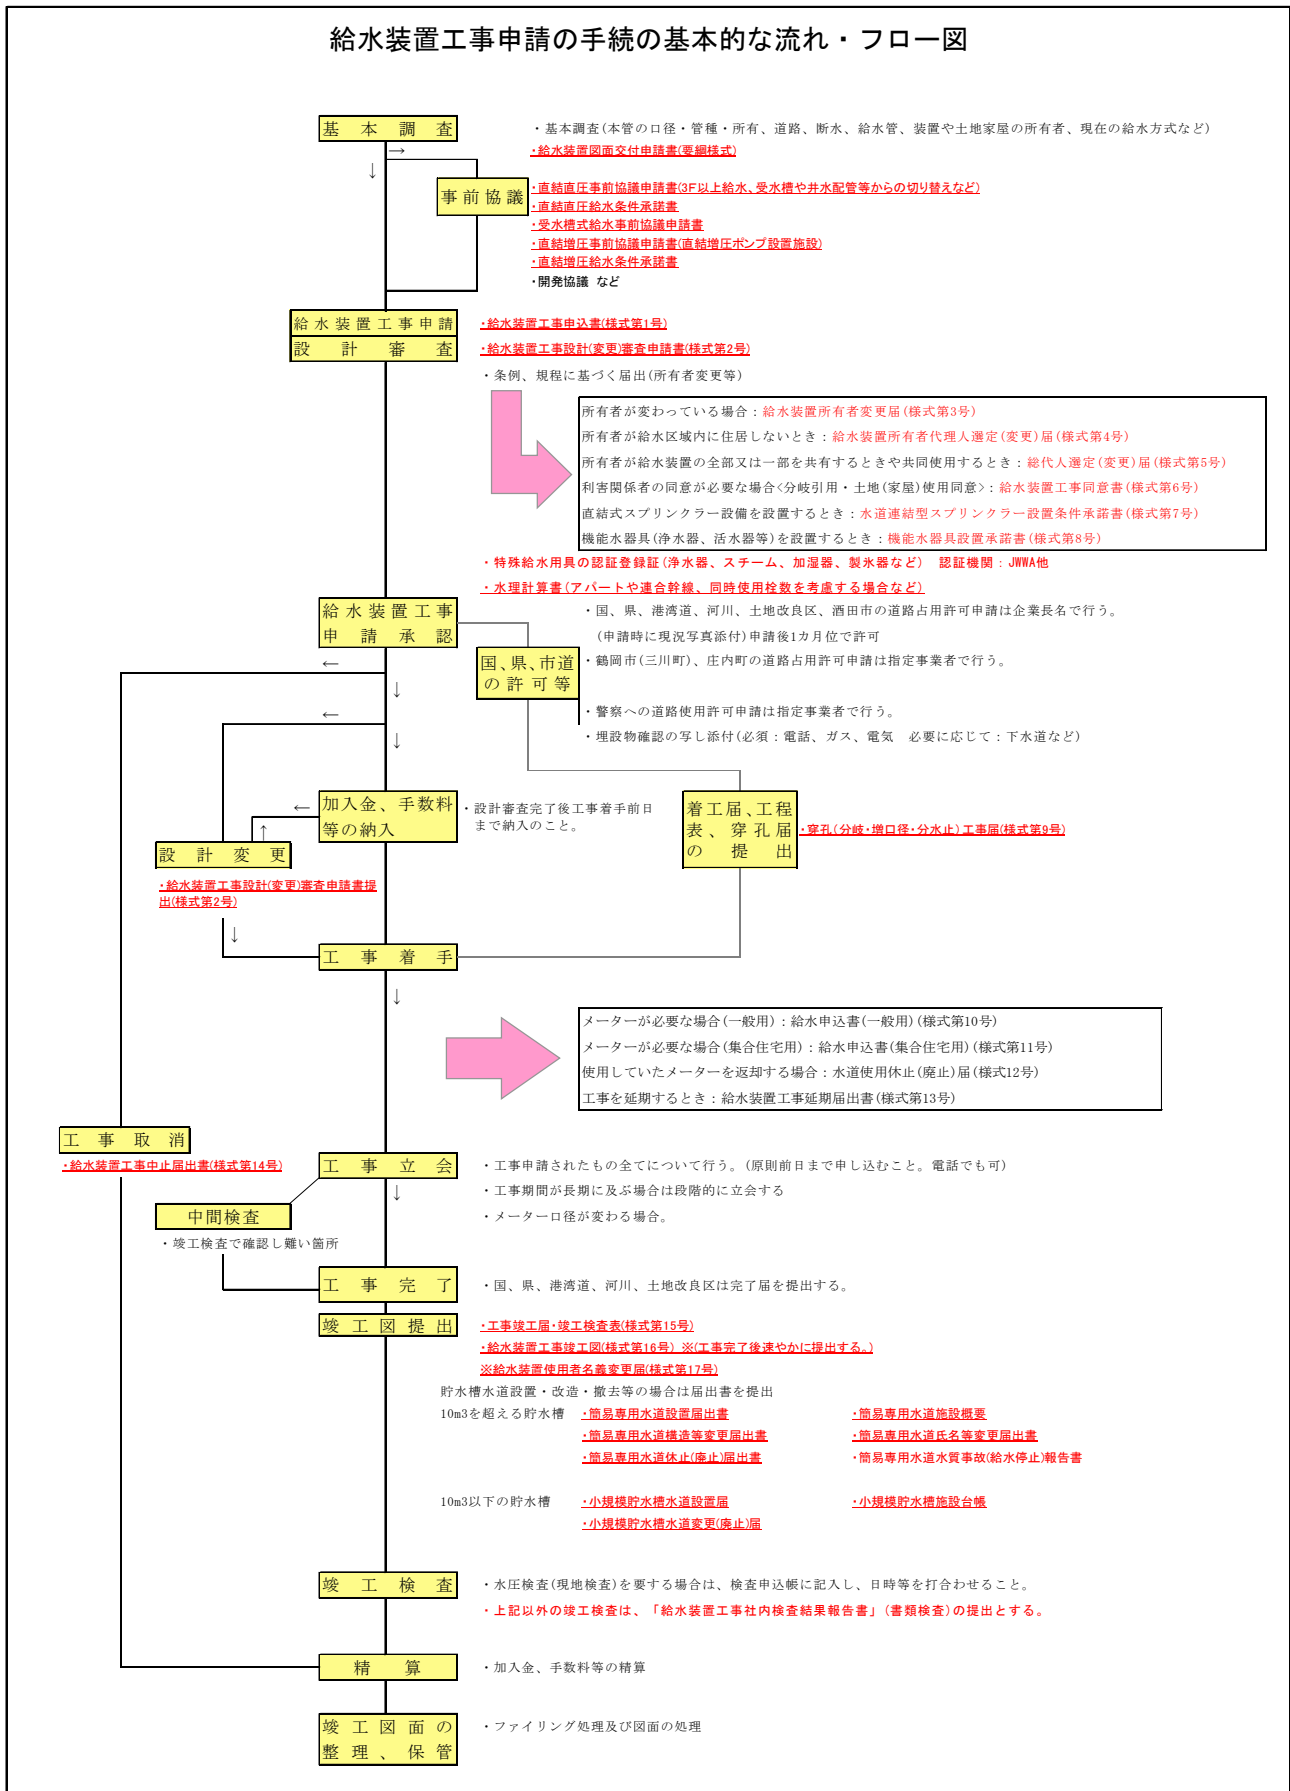 給水装置工事申請の手続の基本的な流れ・フロー図
基本調査
・基本調査(本管の口径・管種・所有、道路、断水、給水管、装置や土地家屋の所有者、現在の給水方式など)
・給水装置図面交付申請書(要綱様式)
→
↓
事前協議
・直結直圧事前協議申請書(3F以上給水、受水槽や井水配管等からの切り替えなど)
・直結直圧給水条件承諾書
・受水槽式給水事前協議申請書
・直結増圧事前協議申請書(直結増圧ポンプ設置施設)
・直結増圧給水条件承諾書
・開発協議 など
給水装置工事申請
・給水装置工事申込書(様式第1号)
設計審査
・給水装置工事設計(変更)審査申請書(様式第2号)
・条例、規程に基づく届出(所有者変更等)
所有者が変わっている場合：給水装置所有者変更届(様式第3号)
所有者が給水区域内に住居しないとき：給水装置所有者代理人選定(変更)届(様式第4号)
所有者が給水装置の全部又は一部を共有するときや共同使用するとき：総代人選定(変更)届(様式第5号)
利害関係者の同意が必要な場合<分岐引用・土地(家屋)使用同意>：給水装置工事同意書(様式第6号)
直結式スプリンクラー設備を設置するとき：水道連結型スプリンクラー設置条件承諾書(様式第7号)
機能水器具(浄水器、活水器等)を設置するとき：機能水器具設置承諾書(様式第8号)
・特殊給水用具の認証登録証(浄水器、スチーム、加湿器、製氷器など)　認証機関：JWWA他
・水理計算書(アパートや連合幹線、同時使用栓数を考慮する場合など)
給水装置工事
申請承認
・国、県、港湾道、河川、土地改良区、酒田市の道路占用許可申請は企業長名で行う。
(申請時に現況写真添付)申請後1カ月位で許可
国、県、市道
の許可等
・鶴岡市(三川町)、庄内町の道路占用許可申請は指定事業者で行う。
←
↓
・警察への道路使用許可申請は指定事業者で行う。
←
・埋設物確認の写し添付(必須：電話、ガス、電気　必要に応じて：下水道など)
↓
加入金、手数料
等の納入
・設計審査完了後工事着手前日
まで納入のこと。
着工届、工程
表、穿孔届
の提出
・穿孔(分岐・増口径・分水止)工事届(様式第9号)
←
↑
設計変更
・給水装置工事設計(変更)審査申請書提
出(様式第2号)
↓
工事着手
↓
メーターが必要な場合(一般用)：給水申込書(一般用)(様式第10号)
メーターが必要な場合(集合住宅用)：給水申込書(集合住宅用)(様式第11号)
使用していたメーターを返却する場合：水道使用休止(廃止)届(様式12号)
工事を延期するとき：給水装置工事延期届出書(様式第13号)
工事取消
・給水装置工事中止届出書(様式第14号)
工事立会
・工事申請されたもの全てについて行う。(原則前日まで申し込むこと。電話でも可)
↓
・工事期間が長期に及ぶ場合は段階的に立会する
中間検査
・メーター口径が変わる場合。
・竣工検査で確認し難い箇所
工事完了
・国、県、港湾道、河川、土地改良区は完了届を提出する。
竣工図提出
・工事竣工届・竣工検査表(様式第15号)
・給水装置工事竣工図(様式第16号) ※(工事完了後速やかに提出する。)
※給水装置使用者名義変更届(様式第17号)
貯水槽水道設置・改造・撤去等の場合は届出書を提出
10m3を超える貯水槽 ・簡易専用水道設置届出書 ・簡易専用水道施設概要
・簡易専用水道構造等変更届出書 ・簡易専用水道氏名等変更届出書
・簡易専用水道休止(廃止)届出書 ・簡易専用水道水質事故(給水停止)報告書
10m3以下の貯水槽 ・小規模貯水槽水道設置届 ・小規模貯水槽施設台帳
・小規模貯水槽水道変更(廃止)届
竣工検査
・水圧検査(現地検査)を要する場合は、検査申込帳に記入し、日時等を打合わせること。
・上記以外の竣工検査は、「給水装置工事社内検査結果報告書」(書類検査)の提出とする。
精算
・加入金、手数料等の精算
竣工図面の
整理、保管
・ファイリング処理及び図面の処理